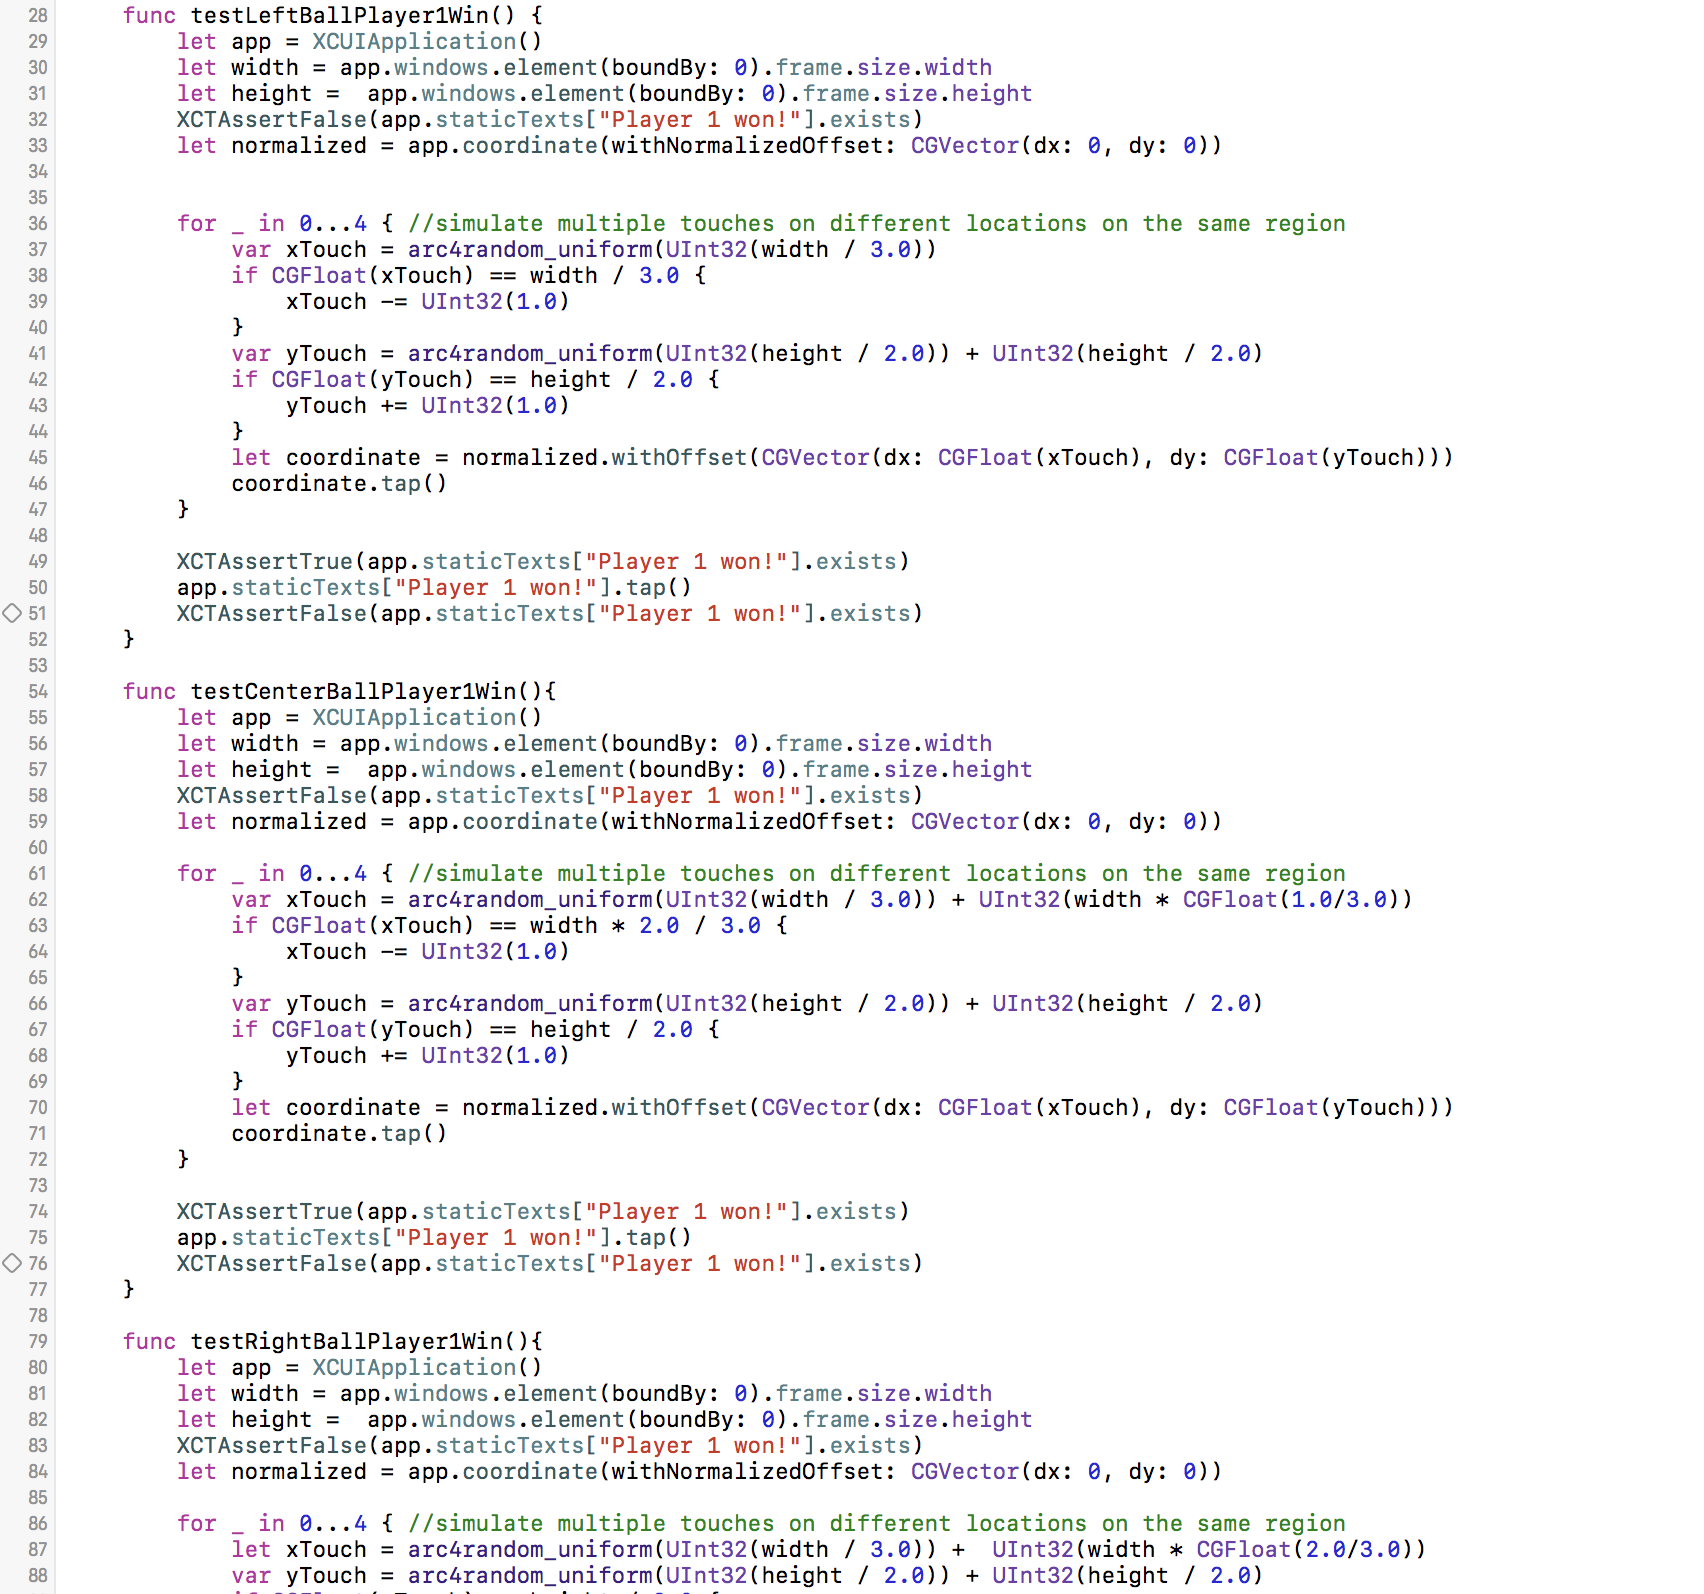 28 func testLeftBallPlayer1Win() {
29 let app = XCUIApplication()
30 let width = app.windows.element(boundBy: 0).frame.size.width
31 let height =  app.windows.element(boundBy: 0).frame.size.height
32 XCTAssertFalse(app.staticTexts["Player 1 won!"].exists)
33 let normalized = app.coordinate(withNormalizedOffset: CGVector(dx: 0, dy: 0))
34
35
36 for _ in 0...4 { //simulate multiple touches on different locations on the same region
37 var xTouch = arc4random_uniform(UInt32(width / 3.0))
38 if CGFloat(xTouch) == width / 3.0 {
39 xTouch -= UInt32(1.0)
40 }
41 var yTouch = arc4random_uniform(UInt32(height / 2.0)) + UInt32(height / 2.0)
42 if CGFloat(yTouch) == height / 2.0 {
43 yTouch += UInt32(1.0)
44 }
45 let coordinate = normalized.withOffset(CGVector(dx: CGFloat(xTouch), dy: CGFloat(yTouch)))
46 coordinate.tap()
47 }
48
49 XCTAssertTrue(app.staticTexts["Player 1 won!"].exists)
50 app.staticTexts["Player 1 won!"].tap()
51 XCTAssertFalse(app.staticTexts["Player 1 won!"].exists)
52 }
53
54 func testCenterBallPlayer1Win(){
55 let app = XCUIApplication()
56 let width = app.windows.element(boundBy: 0).frame.size.width
57 let height =  app.windows.element(boundBy: 0).frame.size.height
58 XCTAssertFalse(app.staticTexts["Player 1 won!"].exists)
59 let normalized = app.coordinate(withNormalizedOffset: CGVector(dx: 0, dy: 0))
60
61 for _ in 0...4 { //simulate multiple touches on different locations on the same region
62 var xTouch = arc4random_uniform(UInt32(width / 3.0)) + UInt32(width * CGFloat(1.0/3.0))
63 if CGFloat(xTouch) == width * 2.0 / 3.0 {
64 xTouch -= UInt32(1.0)
65 }
66 var yTouch = arc4random_uniform(UInt32(height / 2.0)) + UInt32(height / 2.0)
67 if CGFloat(yTouch) == height / 2.0 {
68 yTouch += UInt32(1.0)
69 }
70 let coordinate = normalized.withOffset(CGVector(dx: CGFloat(xTouch), dy: CGFloat(yTouch)))
71 coordinate.tap()
72 }
73
74 XCTAssertTrue(app.staticTexts["Player 1 won!"].exists)
75 app.staticTexts["Player 1 won!"].tap()
76 XCTAssertFalse(app.staticTexts["Player 1 won!"].exists)
77 }
78
79 func testRightBallPlayer1Win(){
80 let app = XCUIApplication()
81 let width = app.windows.element(boundBy: 0).frame.size.width
82 let height =  app.windows.element(boundBy: 0).frame.size.height
83 XCTAssertFalse(app.staticTexts["Player 1 won!"].exists)
84 let normalized = app.coordinate(withNormalizedOffset: CGVector(dx: 0, dy: 0))
85
86 for _ in 0...4 { //simulate multiple touches on different locations on the same region
87 let xTouch = arc4random_uniform(UInt32(width / 3.0)) +  UInt32(width * CGFloat(2.0/3.0))
88 var yTouch = arc4random_uniform(UInt32(height / 2.0)) + UInt32(height / 2.0)